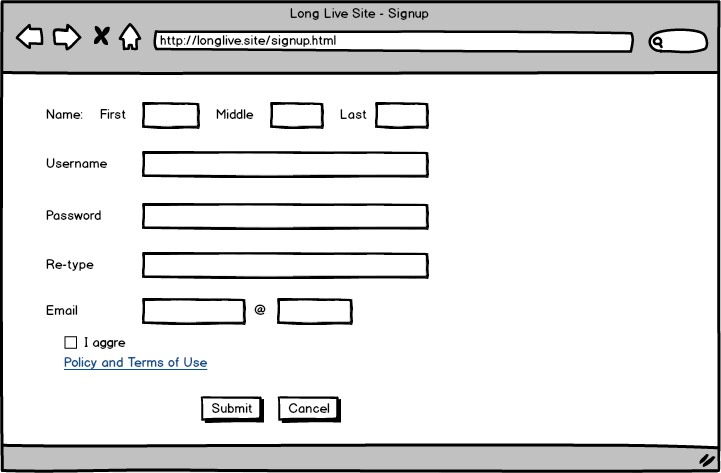 Long Live Site - Signup
http://longlive.site/signup.html
Name: First Middle Last
Username
Password
Re-type
Email @
I aggre
Policy and Terms of Use
Submit Cancel